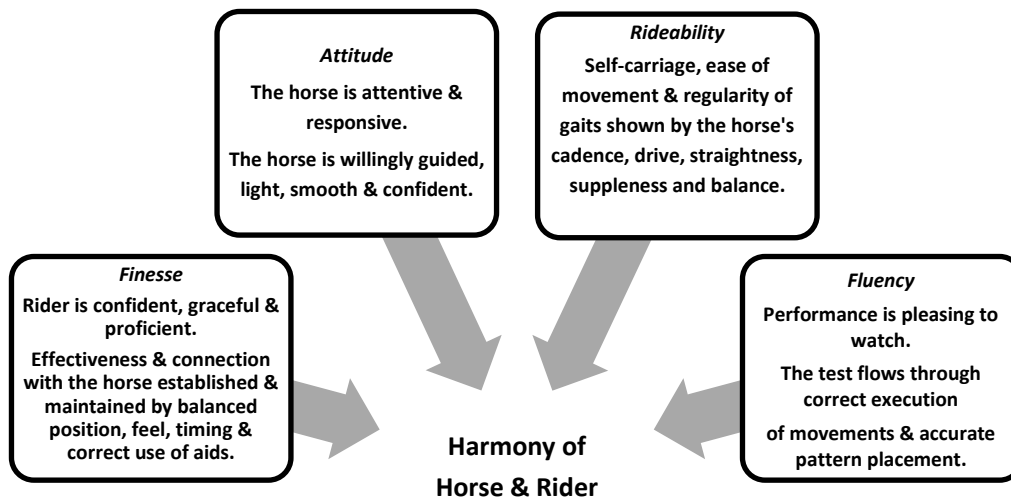 Attitude
The horse is attentive &
responsive.
The horse is willingly guided,
light, smooth & confident.
Rideability
Self-carriage, ease of
movement & regularity of
gaits shown by the horse's
cadence, drive, straightness,
suppleness and balance.
Finesse
Rider is confident, graceful &
proficient.
Effectiveness & connection
with the horse established &
maintained by balanced
position, feel, timing &
correct use of aids.
Fluency
Performance is pleasing to
watch.
The test flows through
correct execution
of movements & accurate
pattern placement.
Harmony of
Horse & Rider